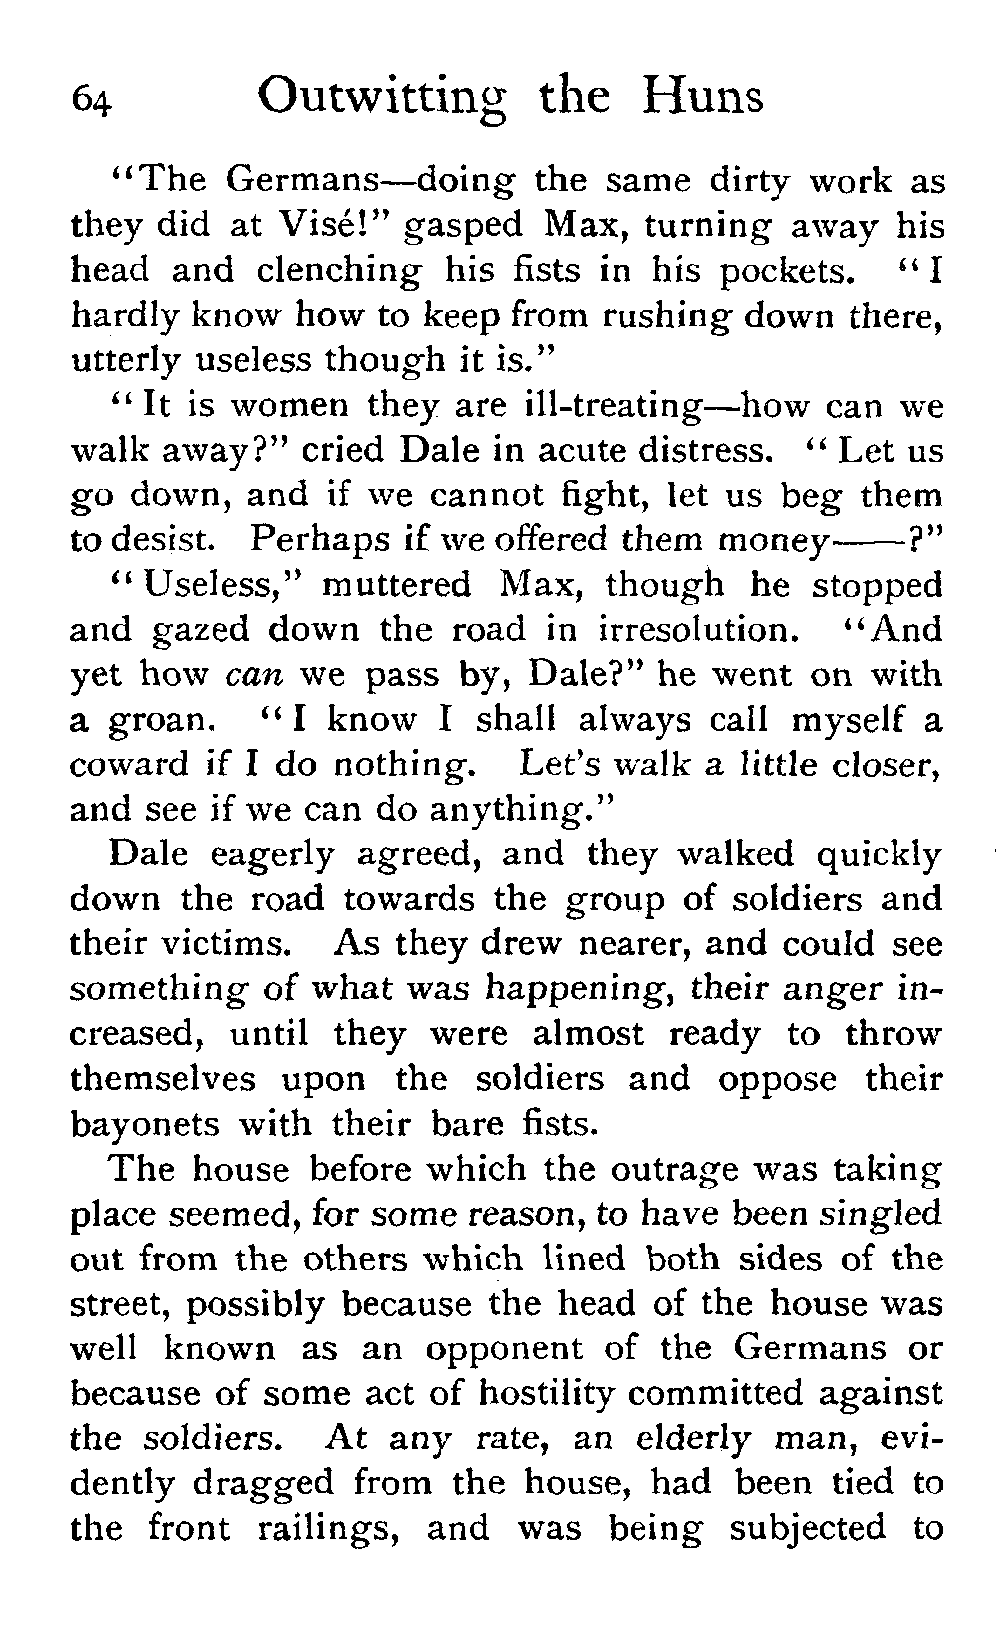 64 Outwitting the Huns
"The Germans—doing the same dirty work as
they did at Visé!" gasped Max, turning away his
head and clenching his fists in his pockets. "I
hardly know how to keep from rushing down there,
utterly useless though it is."
"It is women they are ill-treating—how can we
walk away?" cried Dale in acute distress. "Let us
go down, and if we cannot fight, let us beg them
to desist. Perhaps if we offered them money——?"
"Useless," muttered Max, though he stopped
and gazed down the road in irresolution. "And
yet how can we pass by, Dale?" he went on with
a groan. "I know I shall always call myself a
coward if I do nothing. Let's walk a little closer,
and see if we can do anything."
Dale eagerly agreed, and they walked quickly
down the road towards the group of soldiers and
their victims. As they drew nearer, and could see
something of what was happening, their anger in-
creased, until they were almost ready to throw
themselves upon the soldiers and oppose their
bayonets with their bare fists.
The house before which the outrage was taking
place seemed, for some reason, to have been singled
out from the others which lined both sides of the
street, possibly because the head of the house was
well known as an opponent of the Germans or
because of some act of hostility committed against
the soldiers. At any rate, an elderly man, evi-
dently dragged from the house, had been tied to
the front railings, and was being subjected to